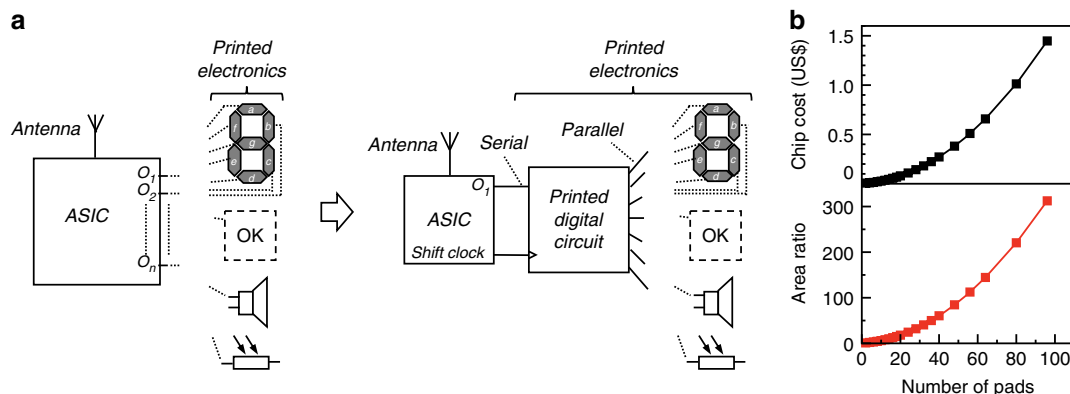 a
Printed
electronics
a
f
b
g
e
c
d
Antenna
ASIC
O1
O2
On
OK
Printed
electronics
Antenna
Serial
Parallel
O1
ASIC
Shift clock
Printed
digital
circuit
a
f
b
g
e
c
d
OK
b
Chip cost (US$)
1.5
1.0
0.5
0
Area ratio
300
200
100
0
0 20 40 60 80 100
Number of pads